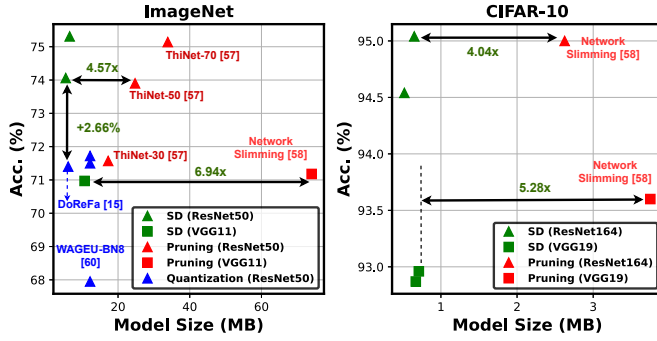 ImageNet
75
74
73
72
71
70
69
68
Acc. (%)
20
40
60
Model Size (MB)
ThiNet-70 [57]
4.57x
ThiNet-50 [57]
+2.66%
ThiNet-30 [57]
Network
Slimming [58]
6.94x
DoReFa [15]
WAGEU-BN8
[60]
SD (ResNet50)
SD (VGG11)
Pruning (ResNet50)
Pruning (VGG11)
Quantization (ResNet50)
CIFAR-10
95.0
94.5
94.0
93.5
93.0
Acc. (%)
1
2
3
Model Size (MB)
4.04x
Network
Slimming [58]
Network
Slimming [58]
5.28x
SD (ResNet164)
SD (VGG19)
Pruning (ResNet164)
Pruning (VGG19)